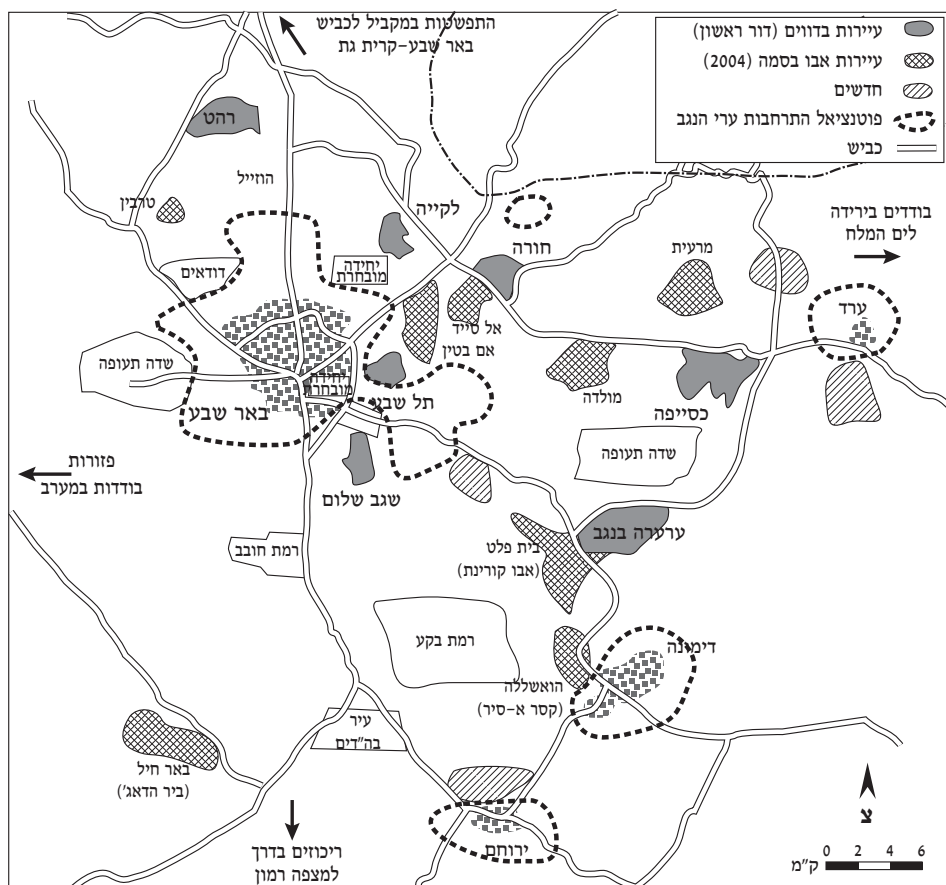 התפשטות במקביל לכביש
באר שבע–קרית גת
עיירות בדווים (דור ראשון)
עיירות אבו בסמה (2004)
חדשים
פוטנציאל התרחבות ערי הנגב
כביש
רהט
הוזייל
טרבין
לקייה
חורה
מרעית
בודדים בירידה
לים המלח
דודאים
יחידה
מובחרת
ערד
אל סייד
אם בטין
שדה תעופה
יחידה
מובחרת
תל שבע
מולדה
כסייפה
באר שבע
שדה תעופה
פזורות
בודדות במערב
שגב שלום
ערערה בנגב
רמת חובב
בית פלט
(אבו קורינת)
רמת בקע
דימונה
הואשללה
(קסר א–סיר)
עיר
בה"דים
באר חיל
(ביר הדאג')
ריכוזים בדרך
למצפה רמון
ירוחם
צ
0 2 4 6
ק"מ